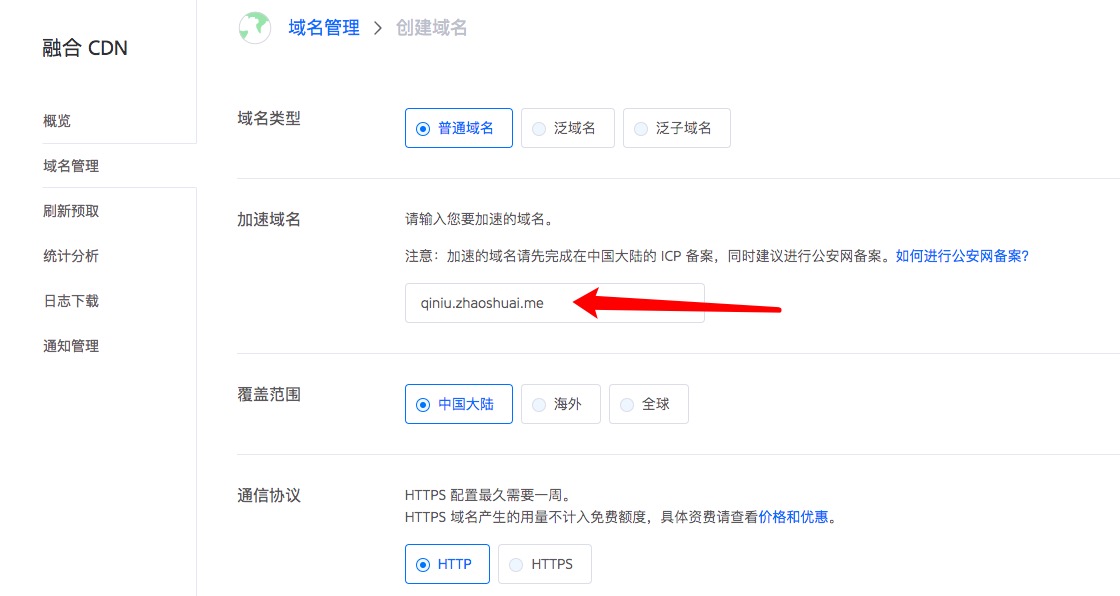 融合 CDN
概览
域名管理
刷新预取
统计分析
日志下载
通知管理
域名管理 > 创建域名
域名类型
普通域名 泛域名 泛子域名
加速域名
请输入您要加速的域名。
注意：加速的域名请先完成在中国大陆的 ICP 备案，同时建议进行公安网备案。如何进行公安网备案?
qiniu.zhaoshuai.me
覆盖范围
中国大陆 海外 全球
通信协议
HTTPS 配置最久需要一周。
HTTPS 域名产生的用量不计入免费额度，具体资费请查看价格和优惠。
HTTP HTTPS